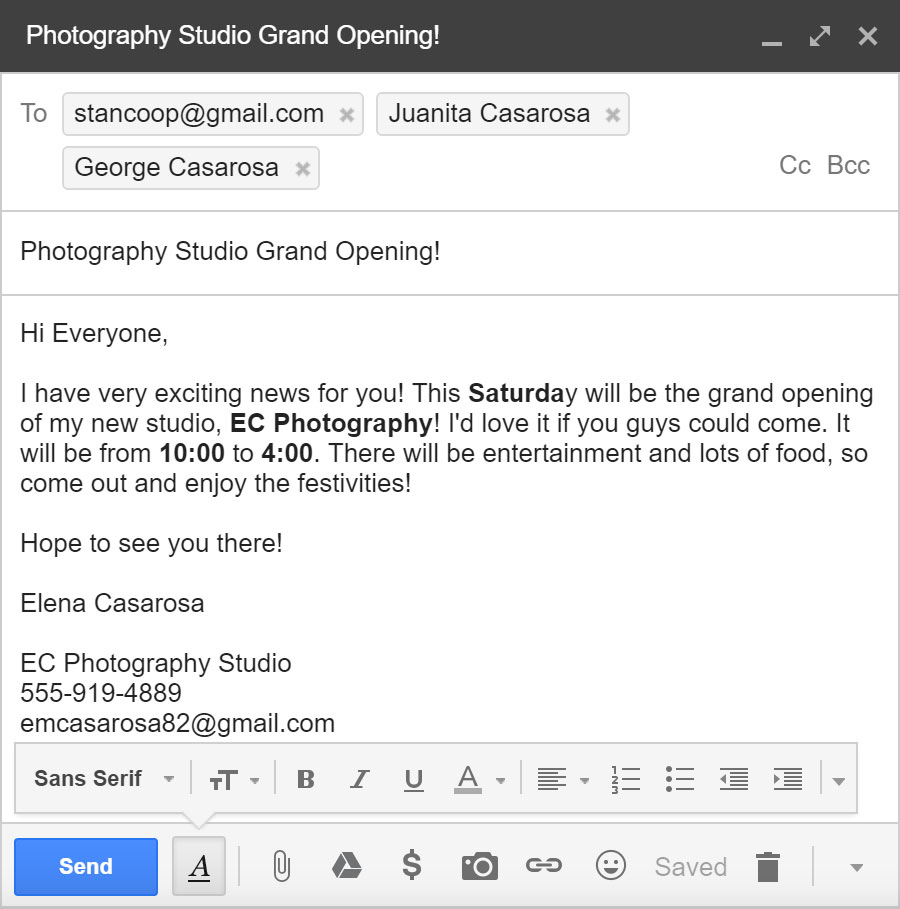 Photography Studio Grand Opening!
To stancoop@gmail.com Juanita Casarosa
George Casarosa Cc Bcc
Photography Studio Grand Opening!
Hi Everyone,
I have very exciting news for you! This Saturday will be the grand opening
of my new studio, EC Photography! I'd love it if you guys could come. It
will be from 10:00 to 4:00. There will be entertainment and lots of food, so
come out and enjoy the festivities!
Hope to see you there!
Elena Casarosa
EC Photography Studio
555-919-4889
emcasarosa82@gmail.com
Sans Serif TT B I U A
Send A $ Saved